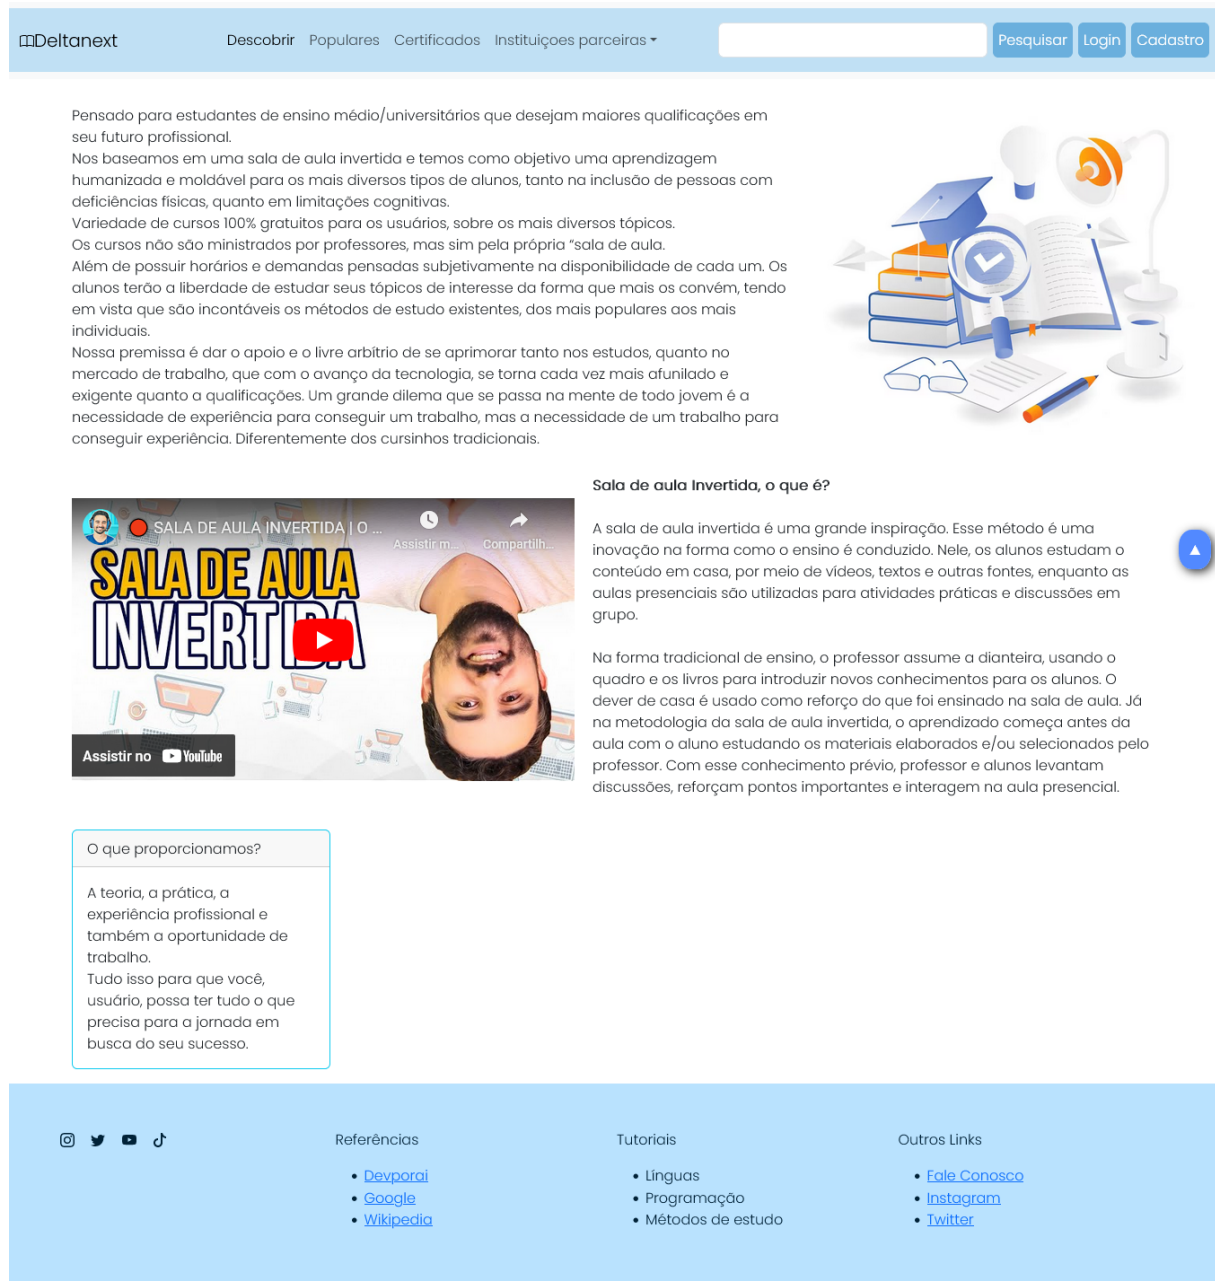 Deltanext
Descobrir Populares Certificados Instituiçoes parceiras
Pesquisar Login Cadastro
Pensado para estudantes de ensino médio/universitários que desejam maiores qualificações em
seu futuro profissional.
Nos baseamos em uma sala de aula invertida e temos como objetivo uma aprendizagem
humanizada e moldável para os mais diversos tipos de alunos, tanto na inclusão de pessoas com
deficiências físicas, quanto em limitações cognitivas.
Variedade de cursos 100% gratuitos para os usuários, sobre os mais diversos tópicos.
Os cursos não são ministrados por professores, mas sim pela própria “sala de aula.
Além de possuir horários e demandas pensadas subjetivamente na disponibilidade de cada um. Os
alunos terão a liberdade de estudar seus tópicos de interesse da forma que mais os convém, tendo
em vista que são incontáveis os métodos de estudo existentes, dos mais populares aos mais
individuais.
Nossa premissa é dar o apoio e o livre arbítrio de se aprimorar tanto nos estudos, quanto no
mercado de trabalho, que com o avanço da tecnologia, se torna cada vez mais afunilado e
exigente quanto a qualificações. Um grande dilema que se passa na mente de todo jovem é a
necessidade de experiência para conseguir um trabalho, mas a necessidade de um trabalho para
conseguir experiência. Diferentemente dos cursinhos tradicionais.
SALA DE AULA INVERTIDA | O ...
Assistir m... Compartilh...
SALA DE AULA
INVERTIDA
Assistir no YouTube
Sala de aula Invertida, o que é?
A sala de aula invertida é uma grande inspiração. Esse método é uma
inovação na forma como o ensino é conduzido. Nele, os alunos estudam o
conteúdo em casa, por meio de vídeos, textos e outras fontes, enquanto as
aulas presenciais são utilizadas para atividades práticas e discussões em
grupo.
Na forma tradicional de ensino, o professor assume a dianteira, usando o
quadro e os livros para introduzir novos conhecimentos para os alunos. O
dever de casa é usado como reforço do que foi ensinado na sala de aula. Já
na metodologia da sala de aula invertida, o aprendizado começa antes da
aula com o aluno estudando os materiais elaborados e/ou selecionados pelo
professor. Com esse conhecimento prévio, professor e alunos levantam
discussões, reforçam pontos importantes e interagem na aula presencial.
O que proporcionamos?
A teoria, a prática, a
experiência profissional e
também a oportunidade de
trabalho.
Tudo isso para que você,
usuário, possa ter tudo o que
precisa para a jornada em
busca do seu sucesso.
Referências
Devporai
Google
Wikipedia
Tutoriais
Línguas
Programação
Métodos de estudo
Outros Links
Fale Conosco
Instagram
Twitter